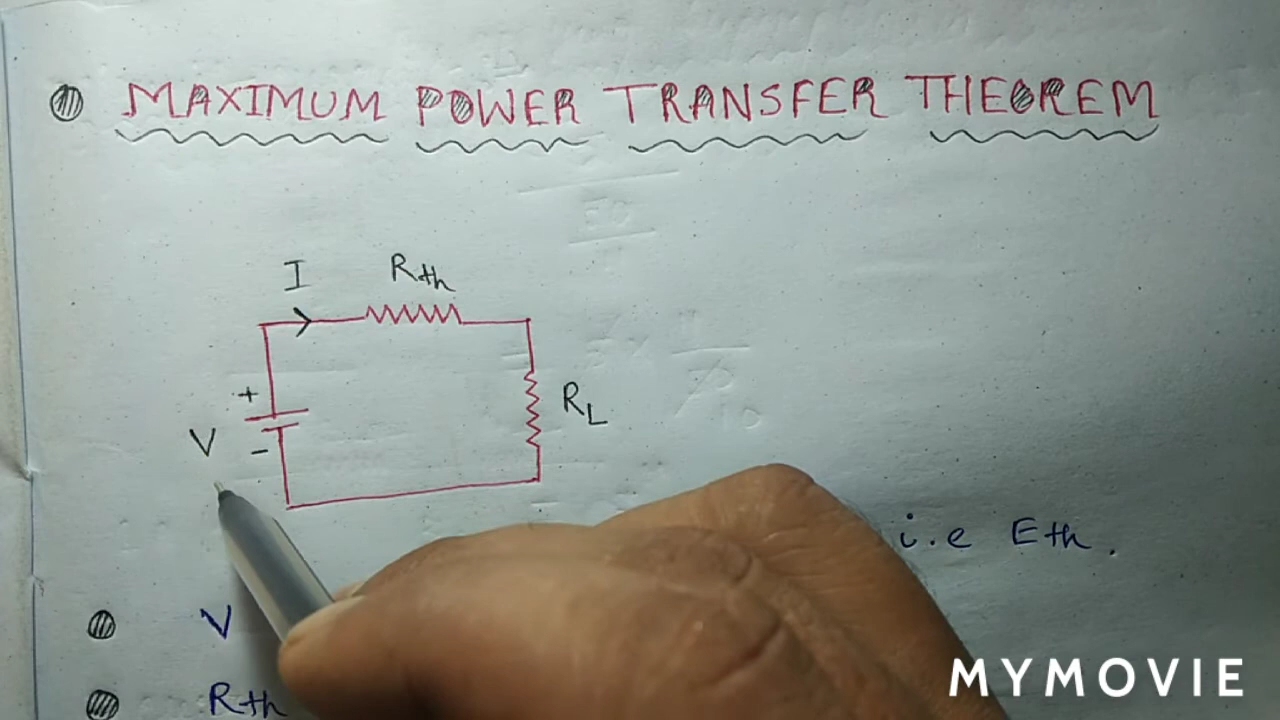 MAXIMUM POWER TRANSFER THEOREM
I Rth
+
V
-
RL
i.e Eth.
V
Rth
MYMOVIE